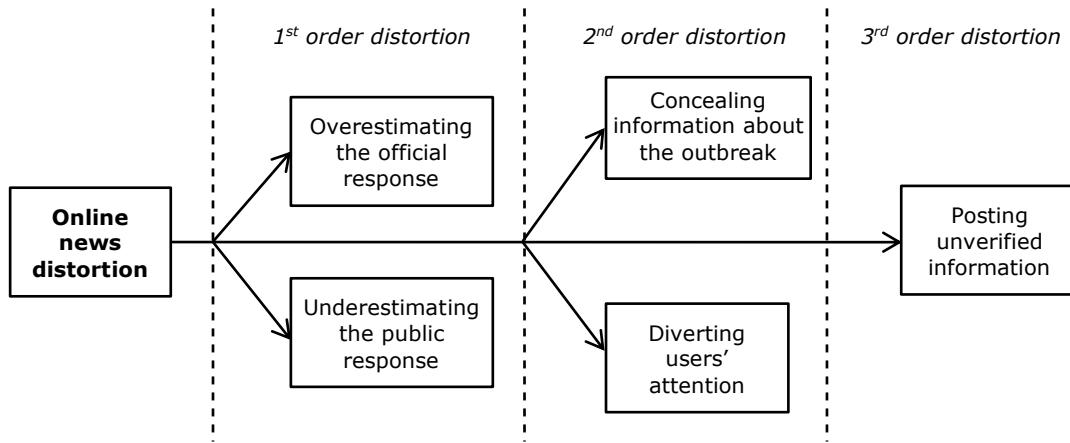 1st order distortion
2nd order distortion
3rd order distortion
Online
news
distortion
Overestimating
the official
response
Underestimating
the public
response
Concealing
information about
the outbreak
Diverting
users’
attention
Posting
unverified
information